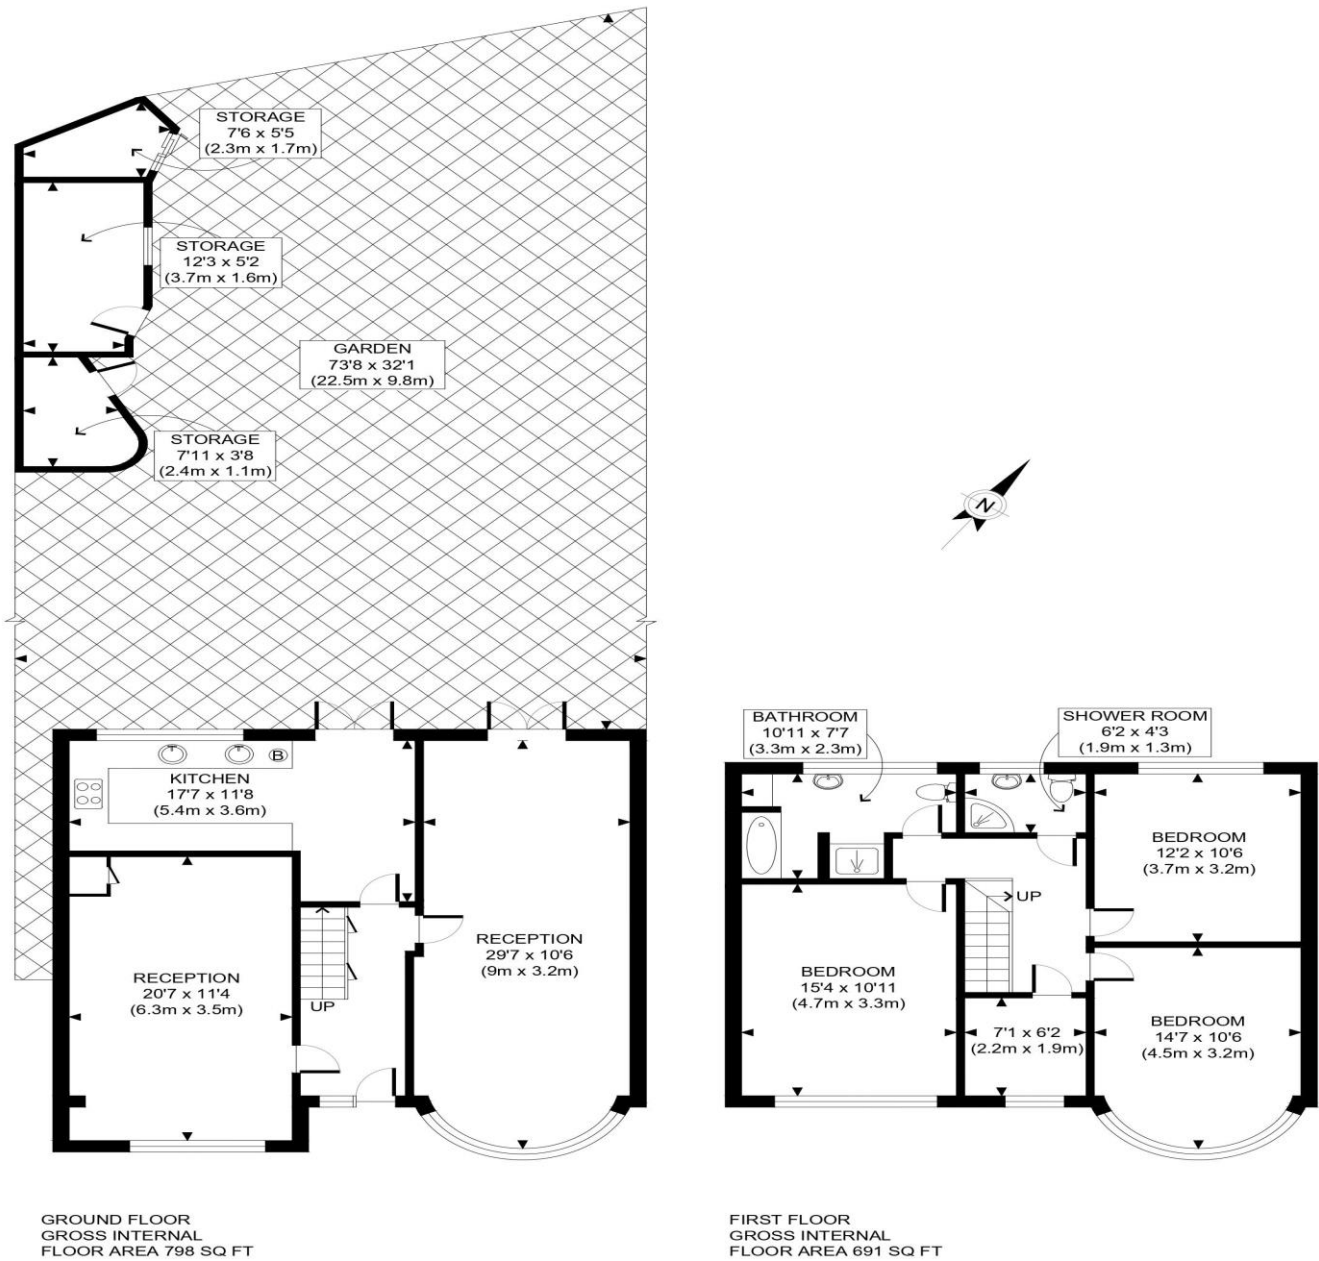 STORAGE
7'6 x 5'5
(2.3m x 1.7m)
STORAGE
12'3 x 5'2
(3.7m x 1.6m)
GARDEN
73'8 x 32'1
(22.5m x 9.8m)
STORAGE
7'11 x 3'8
(2.4m x 1.1m)
N
B
KITCHEN
17'7 x 11'8
(5.4m x 3.6m)
RECEPTION
29'7 x 10'6
(9m x 3.2m)
RECEPTION
20'7 x 11'4
(6.3m x 3.5m)
UP
BATHROOM
10'11 x 7'7
(3.3m x 2.3m)
SHOWER ROOM
6'2 x 4'3
(1.9m x 1.3m)
BEDROOM
12'2 x 10'6
(3.7m x 3.2m)
UP
BEDROOM
15'4 x 10'11
(4.7m x 3.3m)
7'1 x 6'2
(2.2m x 1.9m)
BEDROOM
14'7 x 10'6
(4.5m x 3.2m)
GROUND FLOOR
GROSS INTERNAL
FLOOR AREA 798 SQ FT
FIRST FLOOR
GROSS INTERNAL
FLOOR AREA 691 SQ FT